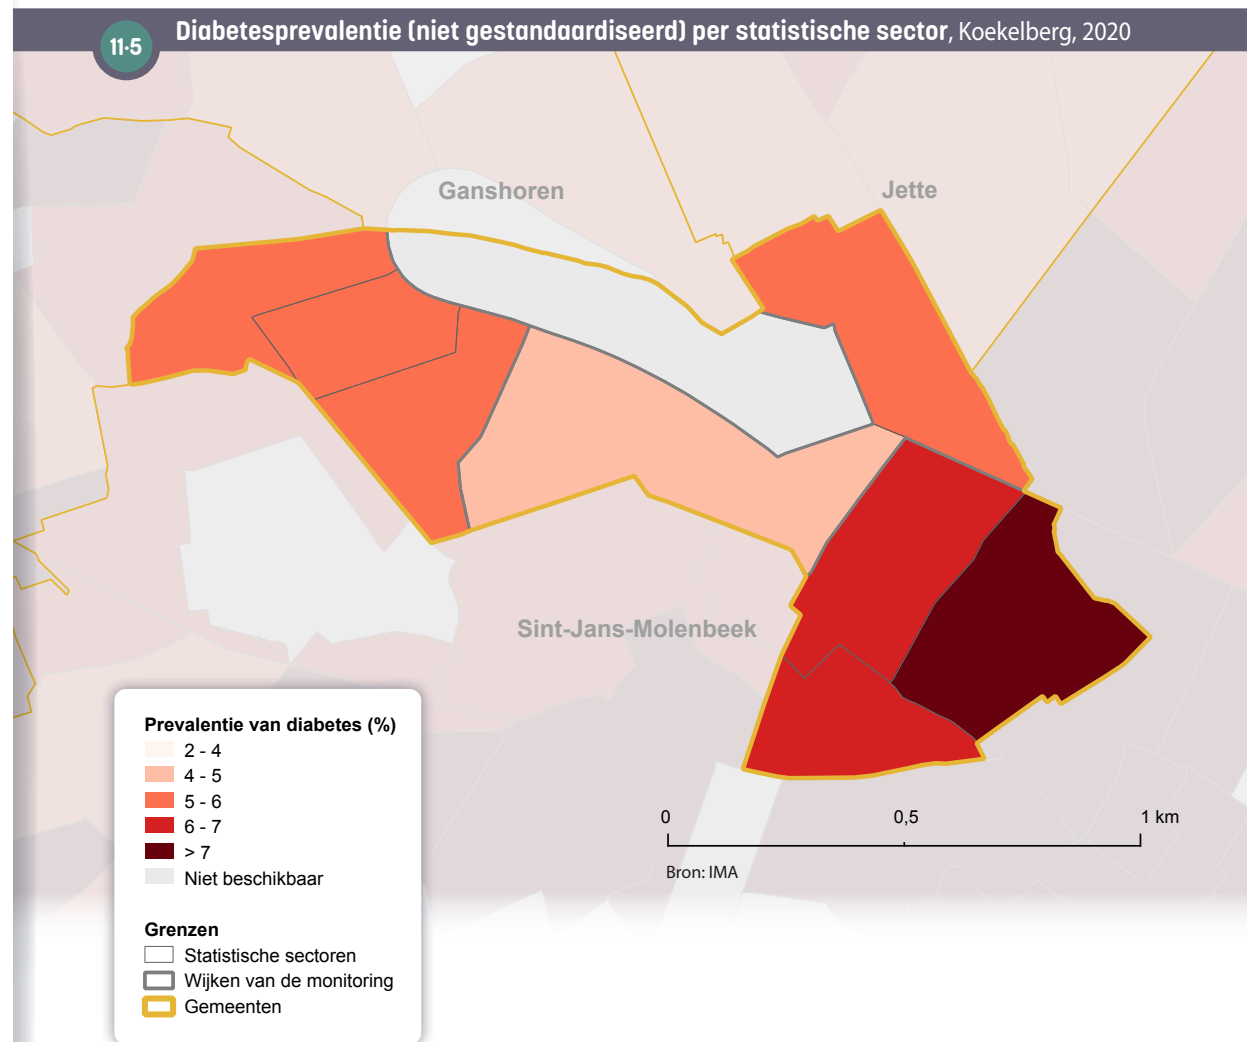 11-5
Diabetesprevalentie (niet gestandaardiseerd) per statistische sector, Koekelberg, 2020
Ganshoren
Jette
Sint-Jans-Molenbeek
Prevalentie van diabetes (%)
2 - 4
4 - 5
5 - 6
6 - 7
> 7
Niet beschikbaar
Grenzen
Statistische sectoren
Wijken van de monitoring
Gemeenten
0 0,5 1 km
Bron: IMA